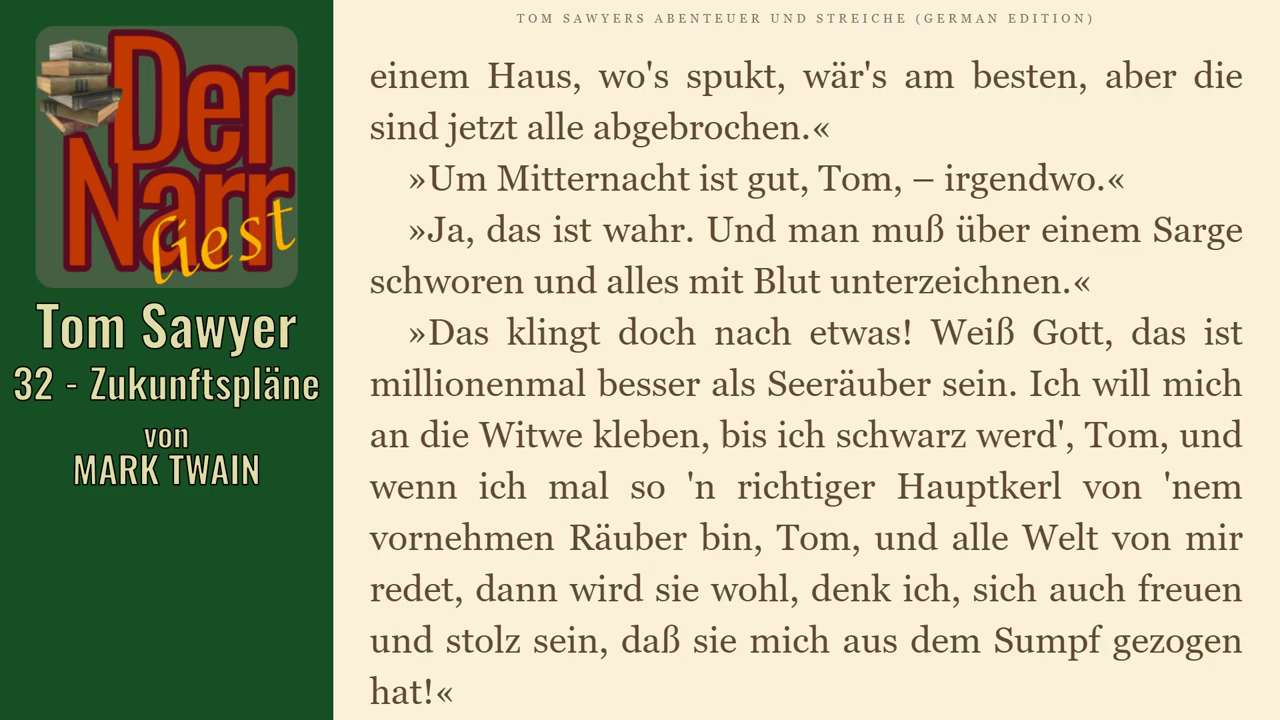 Der
Narr
liest
Tom Sawyer
32 - Zukunftspläne
von
MARK TWAIN
TOM SAWYERS ABENTEUER UND STREICHE (GERMAN EDITION)
einem Haus, wo's spukt, wär's am besten, aber die
sind jetzt alle abgebrochen.«
»Um Mitternacht ist gut, Tom, – irgendwo.«
»Ja, das ist wahr. Und man muß über einem Sarge
schworen und alles mit Blut unterzeichnen.«
»Das klingt doch nach etwas! Weiß Gott, das ist
millionenmal besser als Seeräuber sein. Ich will mich
an die Witwe kleben, bis ich schwarz werd', Tom, und
wenn ich mal so 'n richtiger Hauptkerl von 'nem
vornehmen Räuber bin, Tom, und alle Welt von mir
redet, dann wird sie wohl, denk ich, sich auch freuen
und stolz sein, daß sie mich aus dem Sumpf gezogen
hat!«